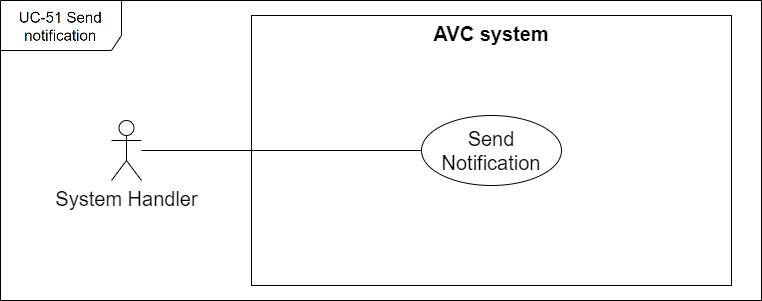 UC-51 Send
notification
AVC system
Send
Notification
System Handler